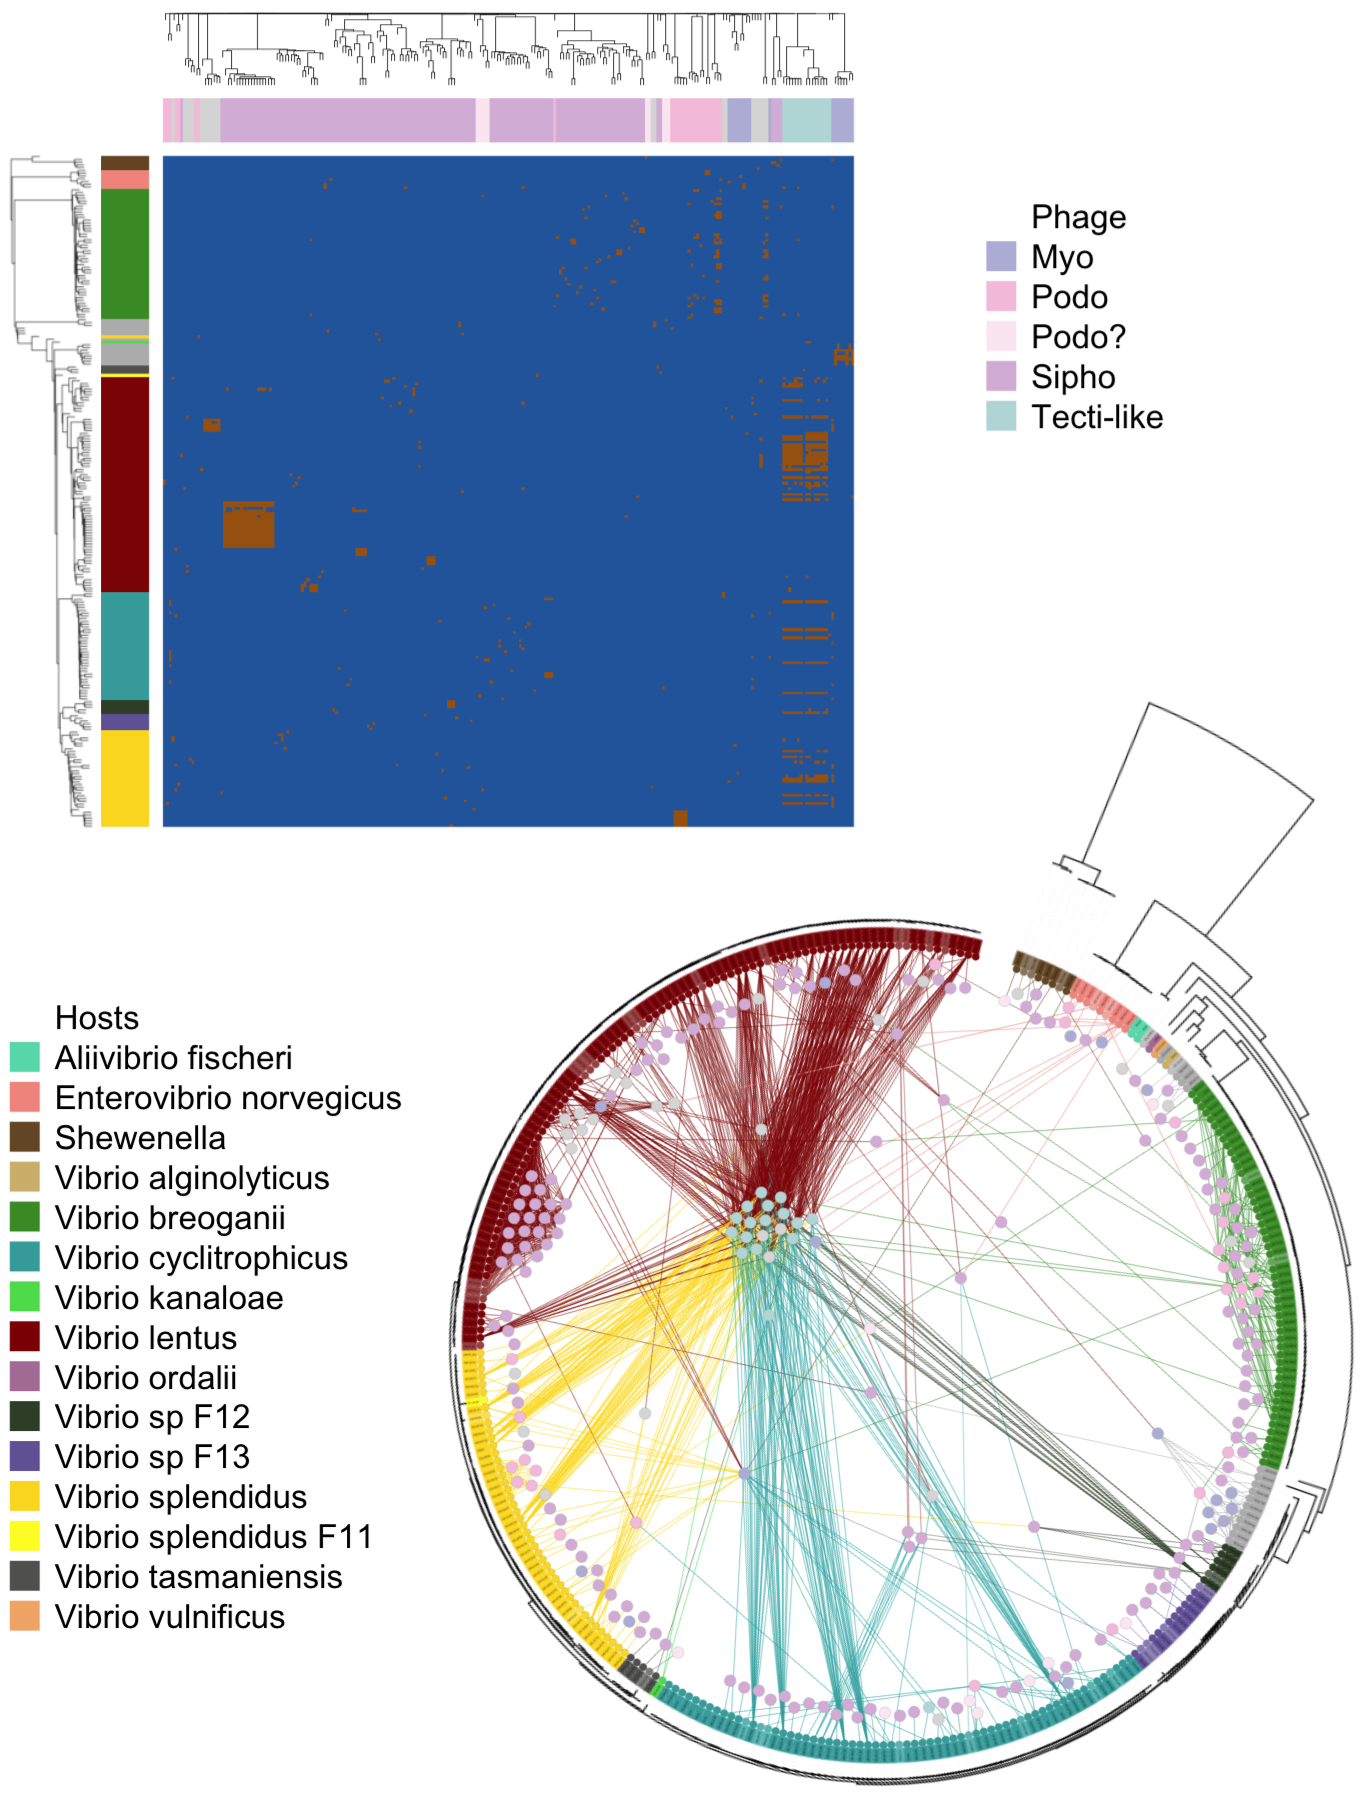 Phage
Myo
Podo
Podo?
Sipho
Tecti-like
Hosts
Aliivibrio fischeri
Enterovibrio norvegicus
Shewenella
Vibrio alginolyticus
Vibrio breoganii
Vibrio cyclitrophicus
Vibrio kanaloae
Vibrio lentus
Vibrio ordalii
Vibrio sp F12
Vibrio sp F13
Vibrio splendidus
Vibrio splendidus F11
Vibrio tasmaniensis
Vibrio vulnificus